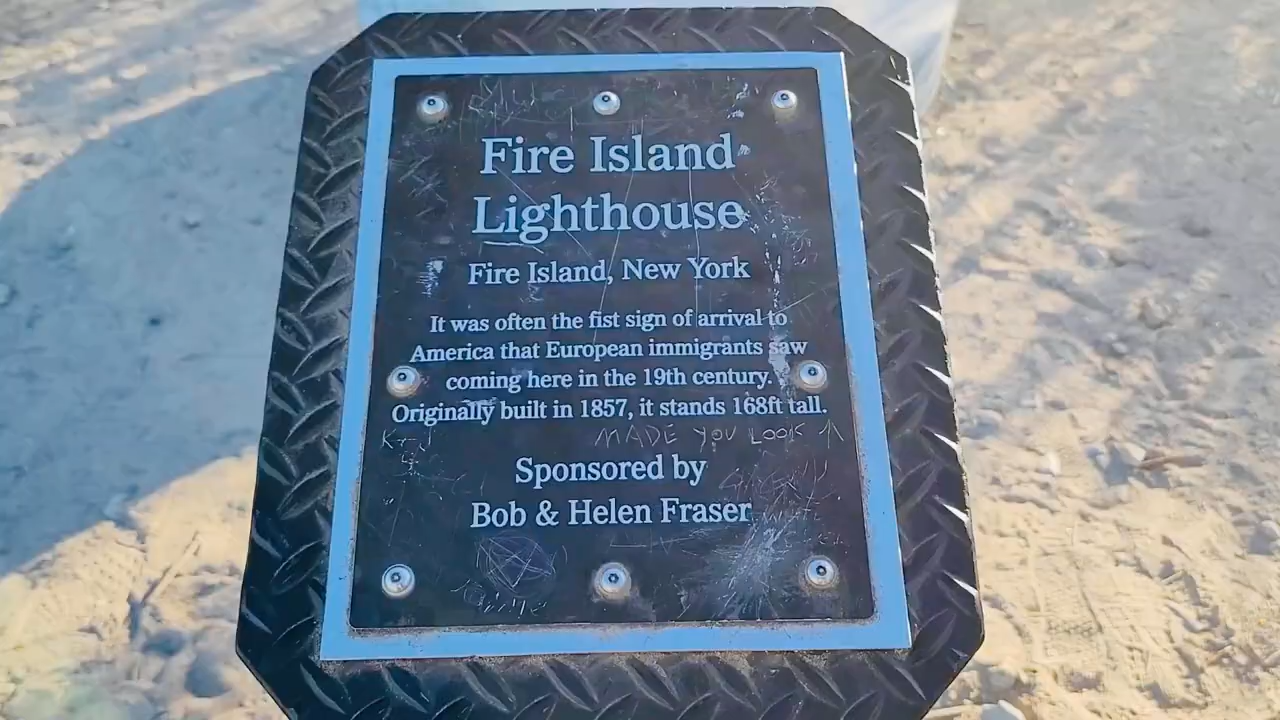 Fire Island
Lighthouse
Fire Island, New York
It was often the fist sign of arrival to
America that European immigrants saw
coming here in the 19th century.
Originally built in 1857, it stands 168ft tall.
MADE YOU LOOK
Sponsored by
Bob & Helen Fraser